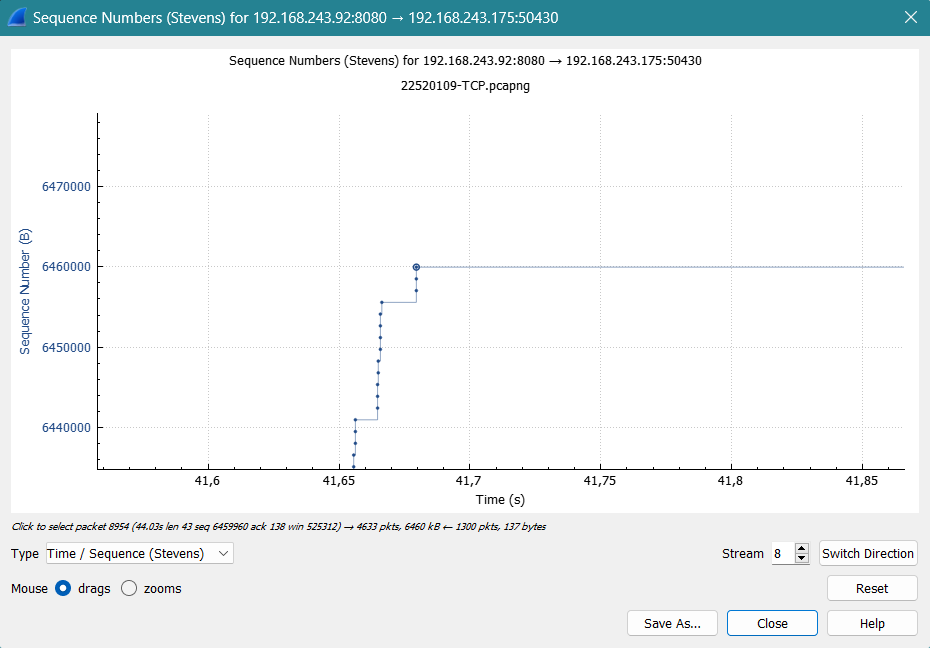 Sequence Numbers (Stevens) for 192.168.243.92:8080 → 192.168.243.175:50430
Sequence Numbers (Stevens) for 192.168.243.92:8080 → 192.168.243.175:50430
22520109-TCP.pcapng
Sequence Number (B)
6470000
6460000
6450000
6440000
41,6 41,65 41,7 41,75 41,8 41,85
Time (s)
Click to select packet 8954 (44.03s len 43 seq 6459960 ack 138 win 525312) → 4633 pkts, 6460 kB ← 1300 pkts, 137 bytes
Type Time / Sequence (Stevens) Stream 8 Switch Direction
Mouse drags zooms Reset
Save As... Close Help